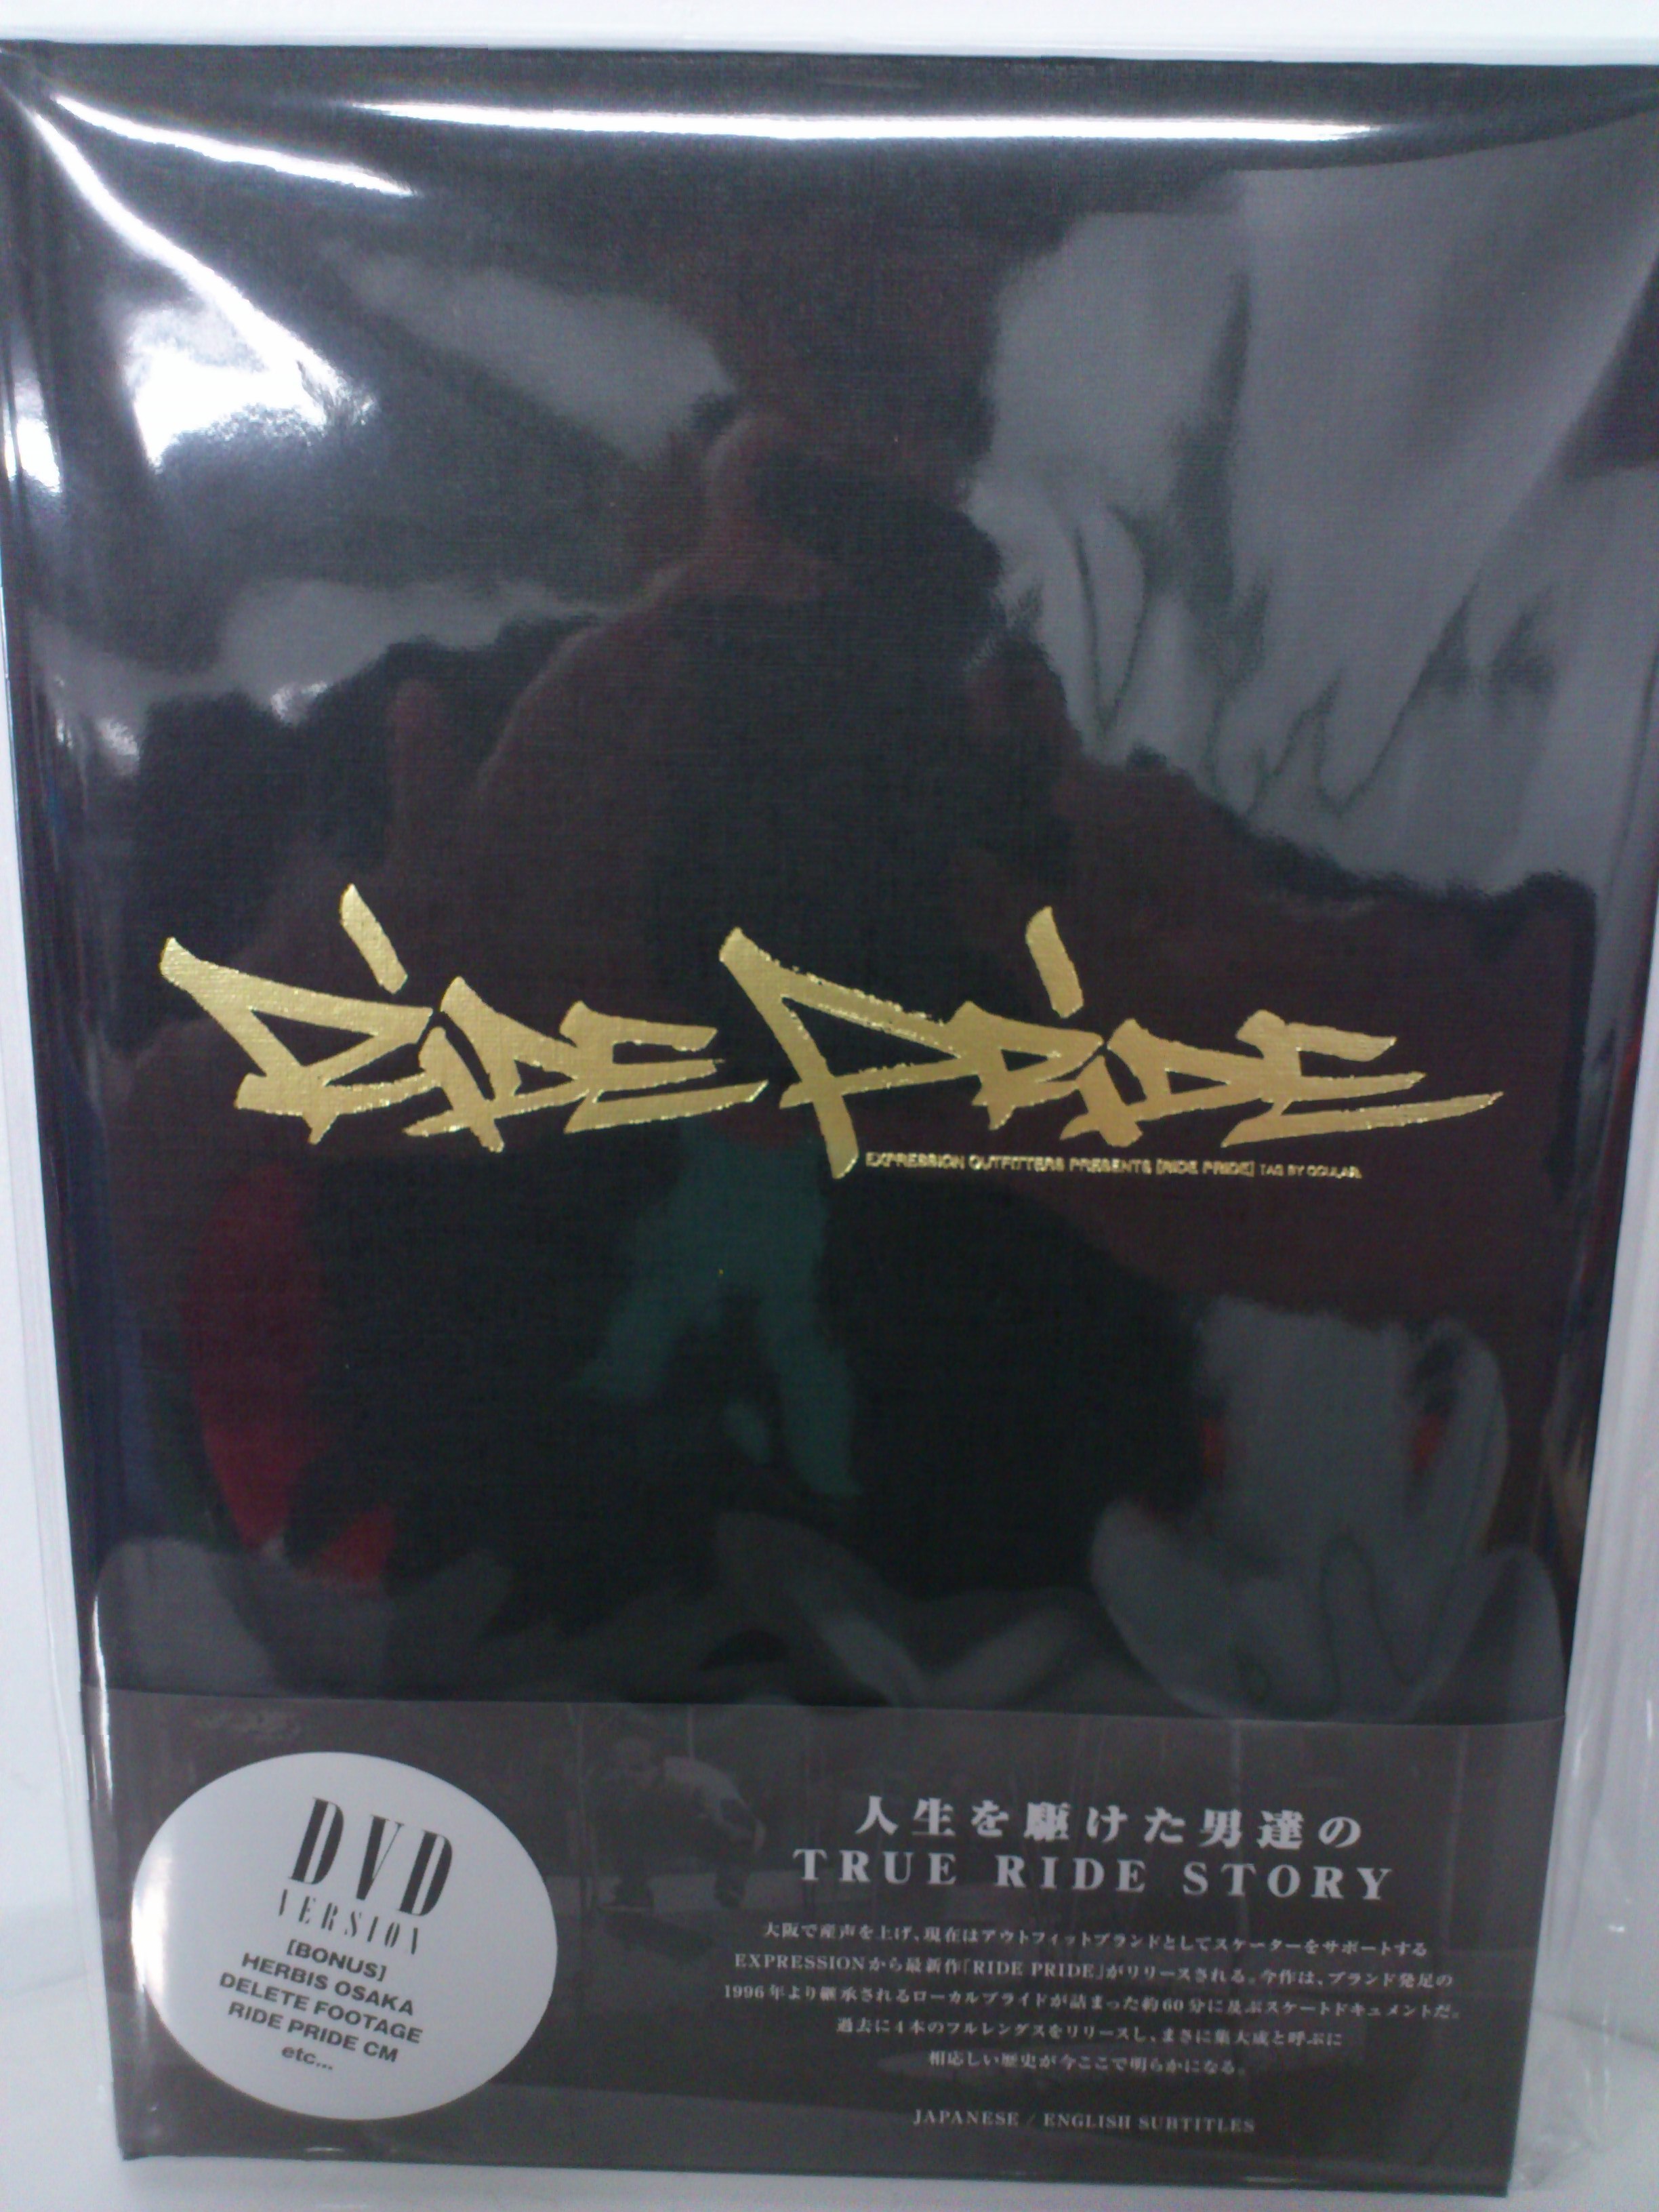 RiDE PRiDE
EXPRESSION OUTFITTERS PRESENTS [RIDE PRIDE] TAG BY QOULAB.
DVD
VERSION
[BONUS]
HERBIS OSAKA
DELETE FOOTAGE
RIDE PRIDE CM
etc...
人生を駆けた男達の
TRUE RIDE STORY
大阪で産声を上げ、現在はアウトフィットブランドとしてスケーターをサポートする
EXPRESSIONから最新作「RIDE PRIDE」がリリースされる。今作は、ブランド発足の
1996年より継承されるローカルプライドが詰まった約60分に及ぶスケートドキュメントだ。
過去に4本のフルレングスをリリースし、まさに集大成と呼ぶに
相応しい歴史が今ここで明らかになる。
JAPANESE / ENGLISH SUBTITLES